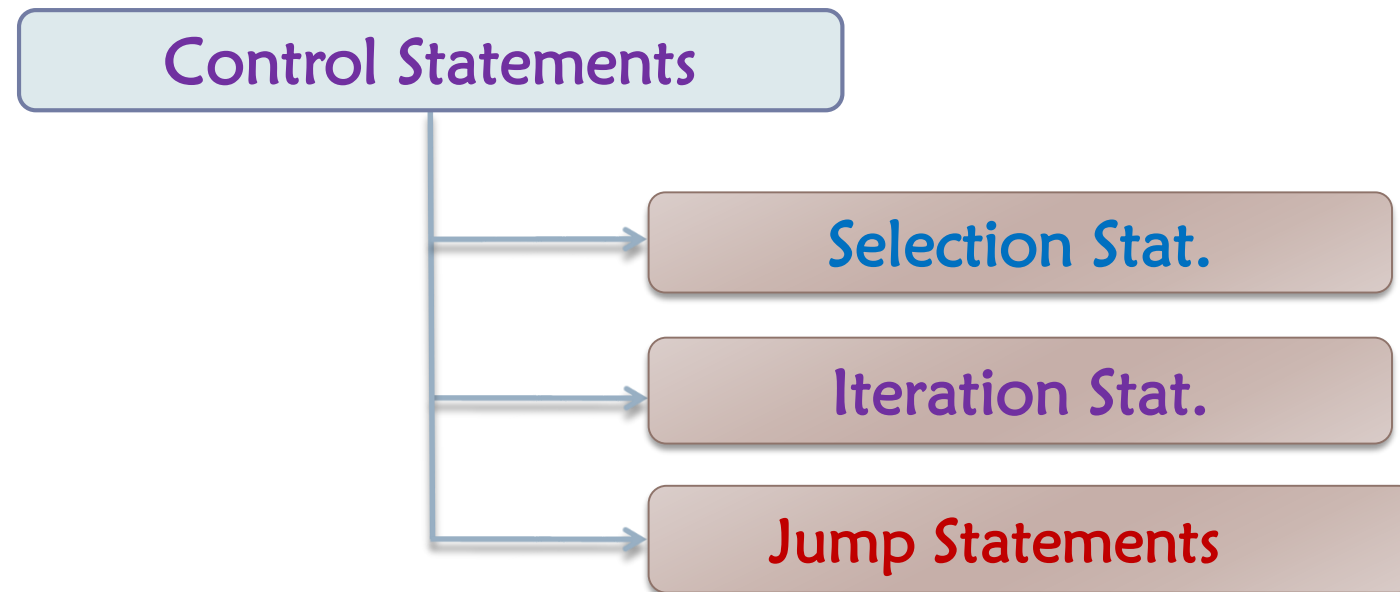 Control Statements
Selection Stat.
Iteration Stat.
Jump Statements